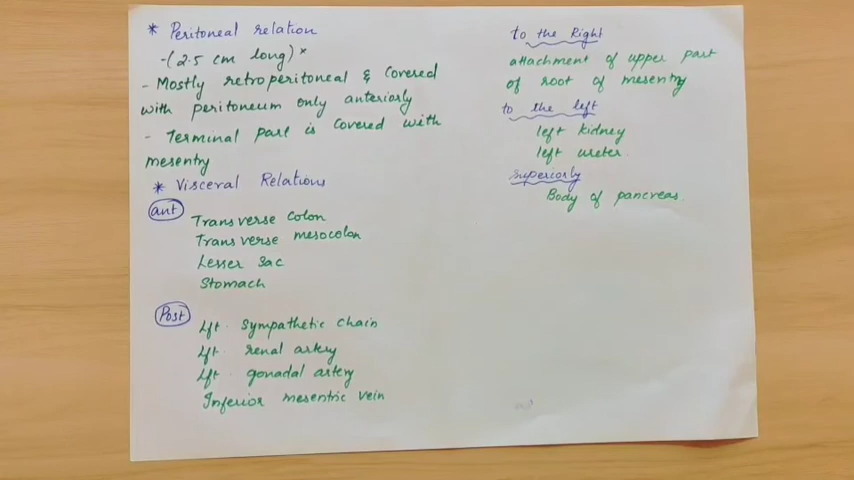 * Peritoneal relation
-(2.5 cm long)*
- Mostly retroperitoneal & Covered
with peritoneum only anteriorly
- Terminal part is Covered with
mesentry
* Visceral Relations
ant
Transverse Colon
Transverse mesocolon
Lesser Sac
Stomach
Post
Lft. Sympathetic chain
Lft. renal artery
Lft gonadal artery
Inferior mesentric vein
to the Right
attachment of upper part
of root of mesentry
to the left
left kidney
left ureter
Supercorly
Body of pancreas